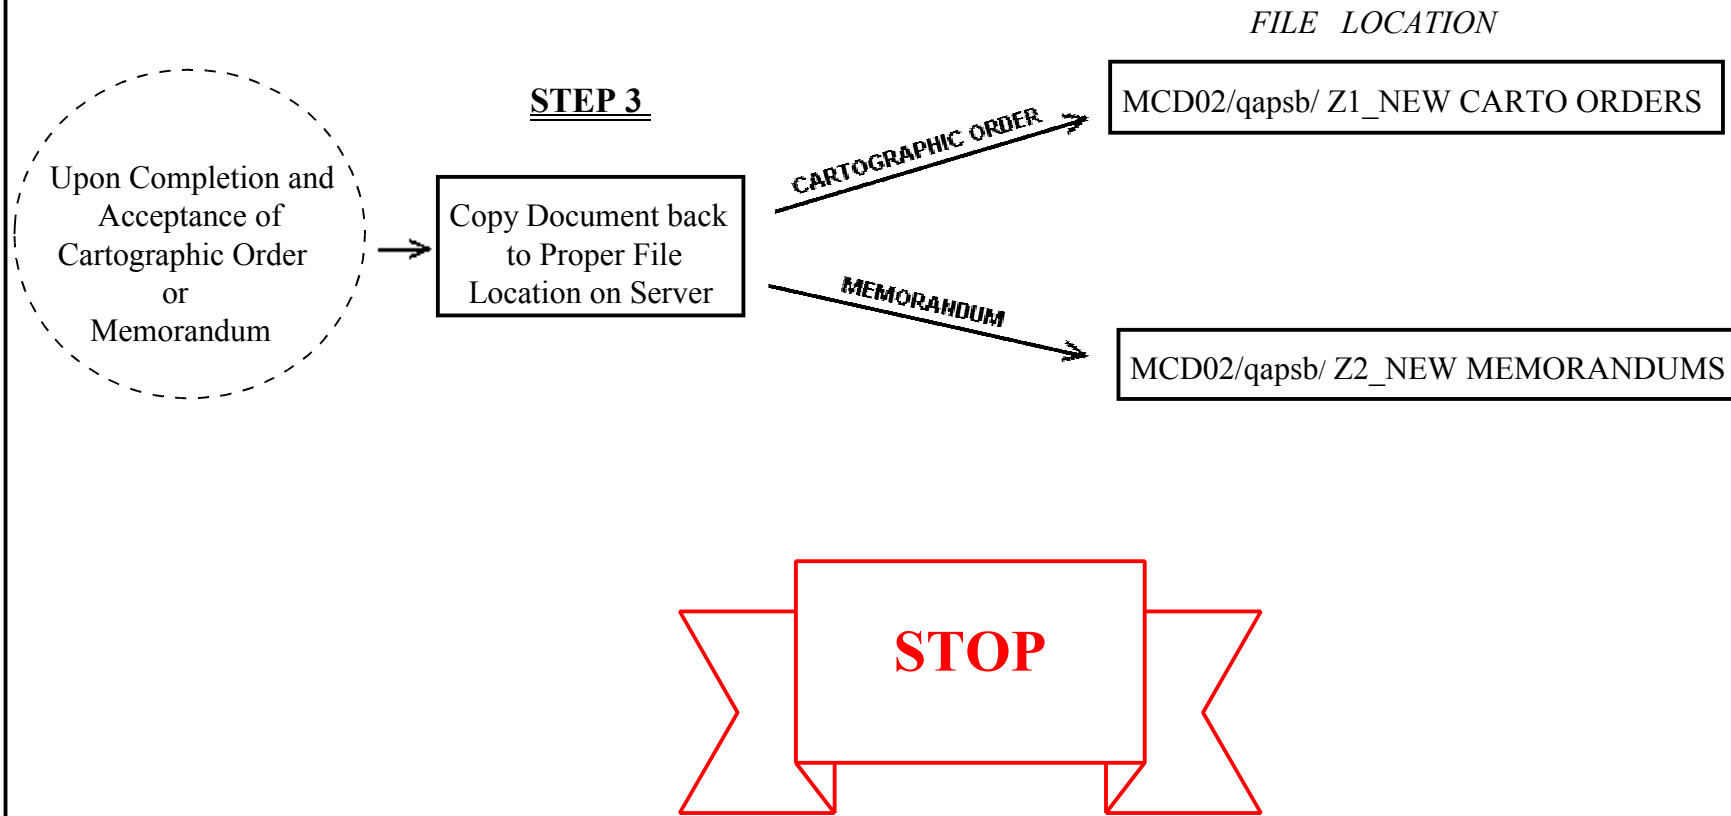 FILE LOCATION
STEP 3
MCD02/qapsb/ Z1_NEW CARTO ORDERS
CARTOGRAPHIC ORDER
Upon Completion and
Acceptance of
Cartographic Order
or
Memorandum
Copy Document back
to Proper File
Location on Server
MEMORANDUM
MCD02/qapsb/ Z2_NEW MEMORANDUMS
STOP